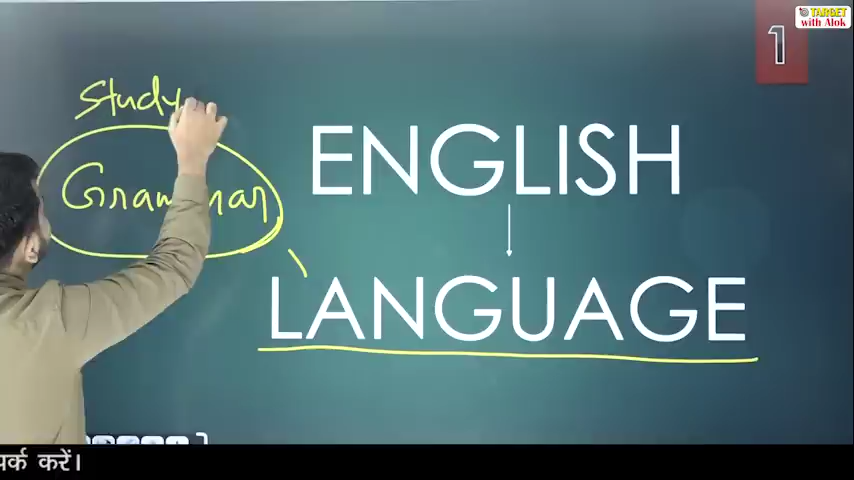 TARGET
with Alok
1
Study
Grammar
ENGLISH
LANGUAGE
र्क करें।